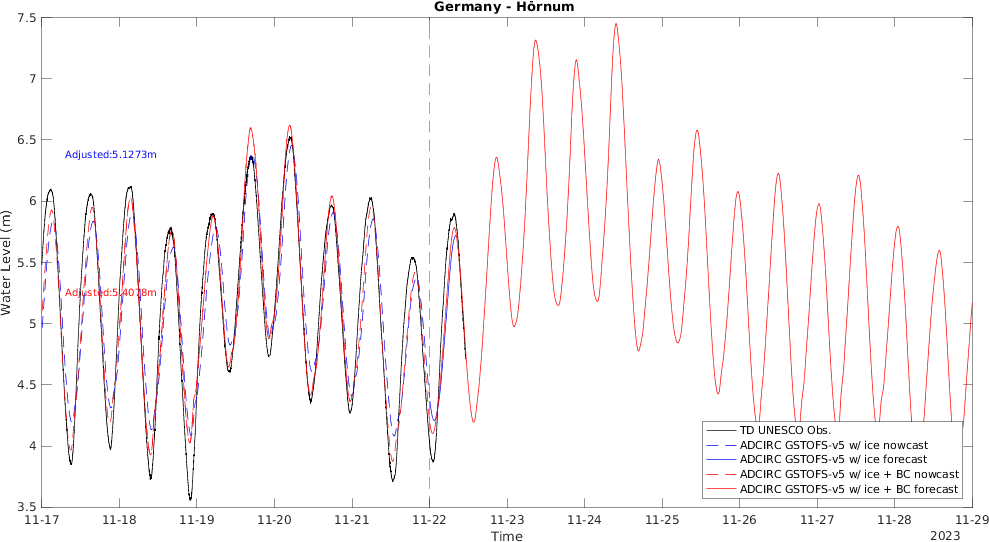 Germany - Hörnum
7.5
7
6.5
6
5.5
5
4.5
4
3.5
Water Level (m)
Adjusted:5.1273m
Adjusted:5.4078m
TD UNESCO Obs.
ADCIRC GSTOFS-v5 w/ ice nowcast
ADCIRC GSTOFS-v5 w/ ice forecast
ADCIRC GSTOFS-v5 w/ ice + BC nowcast
ADCIRC GSTOFS-v5 w/ ice + BC forecast
11-17 11-18 11-19 11-20 11-21 11-22 11-23 11-24 11-25 11-26 11-27 11-28 11-29
Time
2023